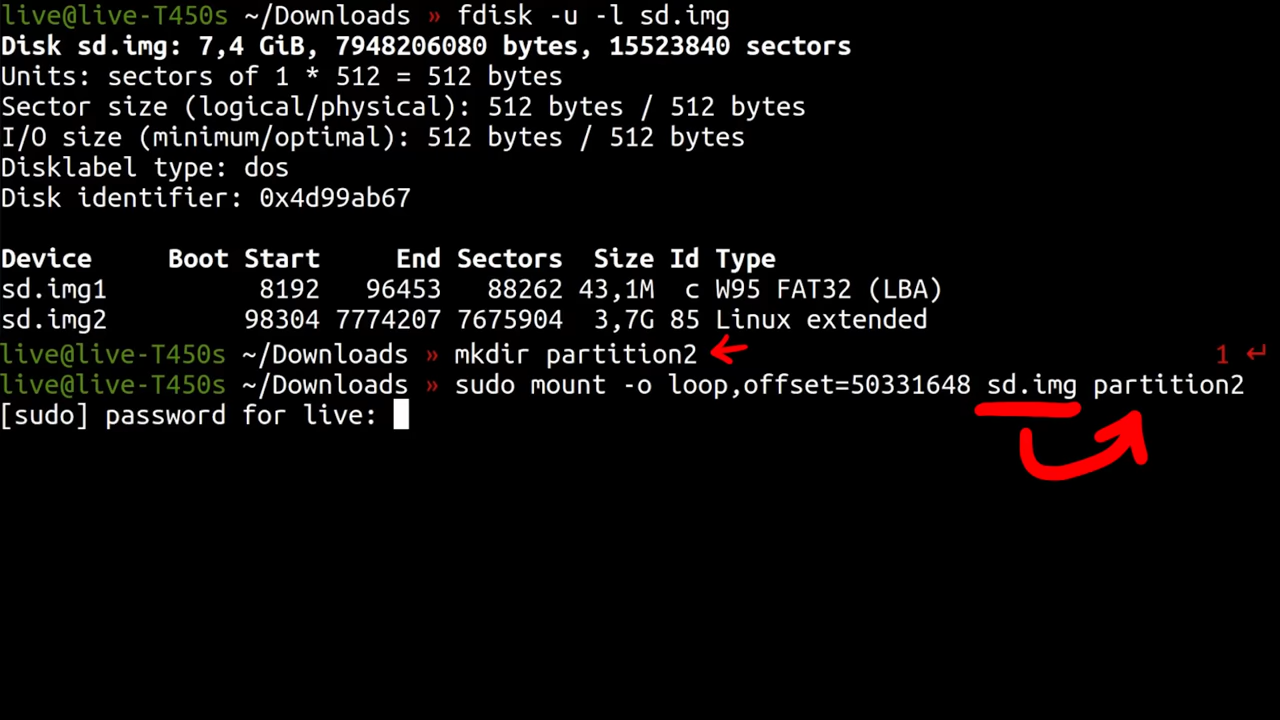 live@live-T450s ~/Downloads » fdisk -u -l sd.img
Disk sd.img: 7,4 GiB, 7948206080 bytes, 15523840 sectors
Units: sectors of 1 * 512 = 512 bytes
Sector size (logical/physical): 512 bytes / 512 bytes
I/O size (minimum/optimal): 512 bytes / 512 bytes
Disklabel type: dos
Disk identifier: 0x4d99ab67
Device     Boot Start     End Sectors  Size Id Type
sd.img1          8192   96453   88262 43,1M  c W95 FAT32 (LBA)
sd.img2         98304 7774207 7675904  3,7G 85 Linux extended
live@live-T450s ~/Downloads » mkdir partition2 1 ↵
live@live-T450s ~/Downloads » sudo mount -o loop,offset=50331648 sd.img partition2
[sudo] password for live: